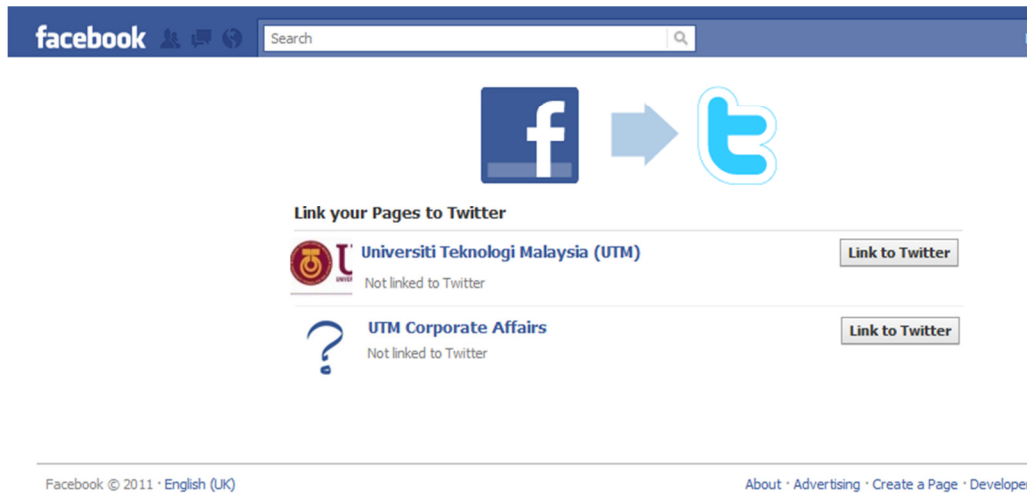 facebook
Search
Link your Pages to Twitter
Universiti Teknologi Malaysia (UTM)
Link to Twitter
Not linked to Twitter
UTM Corporate Affairs
Link to Twitter
Not linked to Twitter
Facebook © 2011 · English (UK)
About · Advertising · Create a Page · Developer